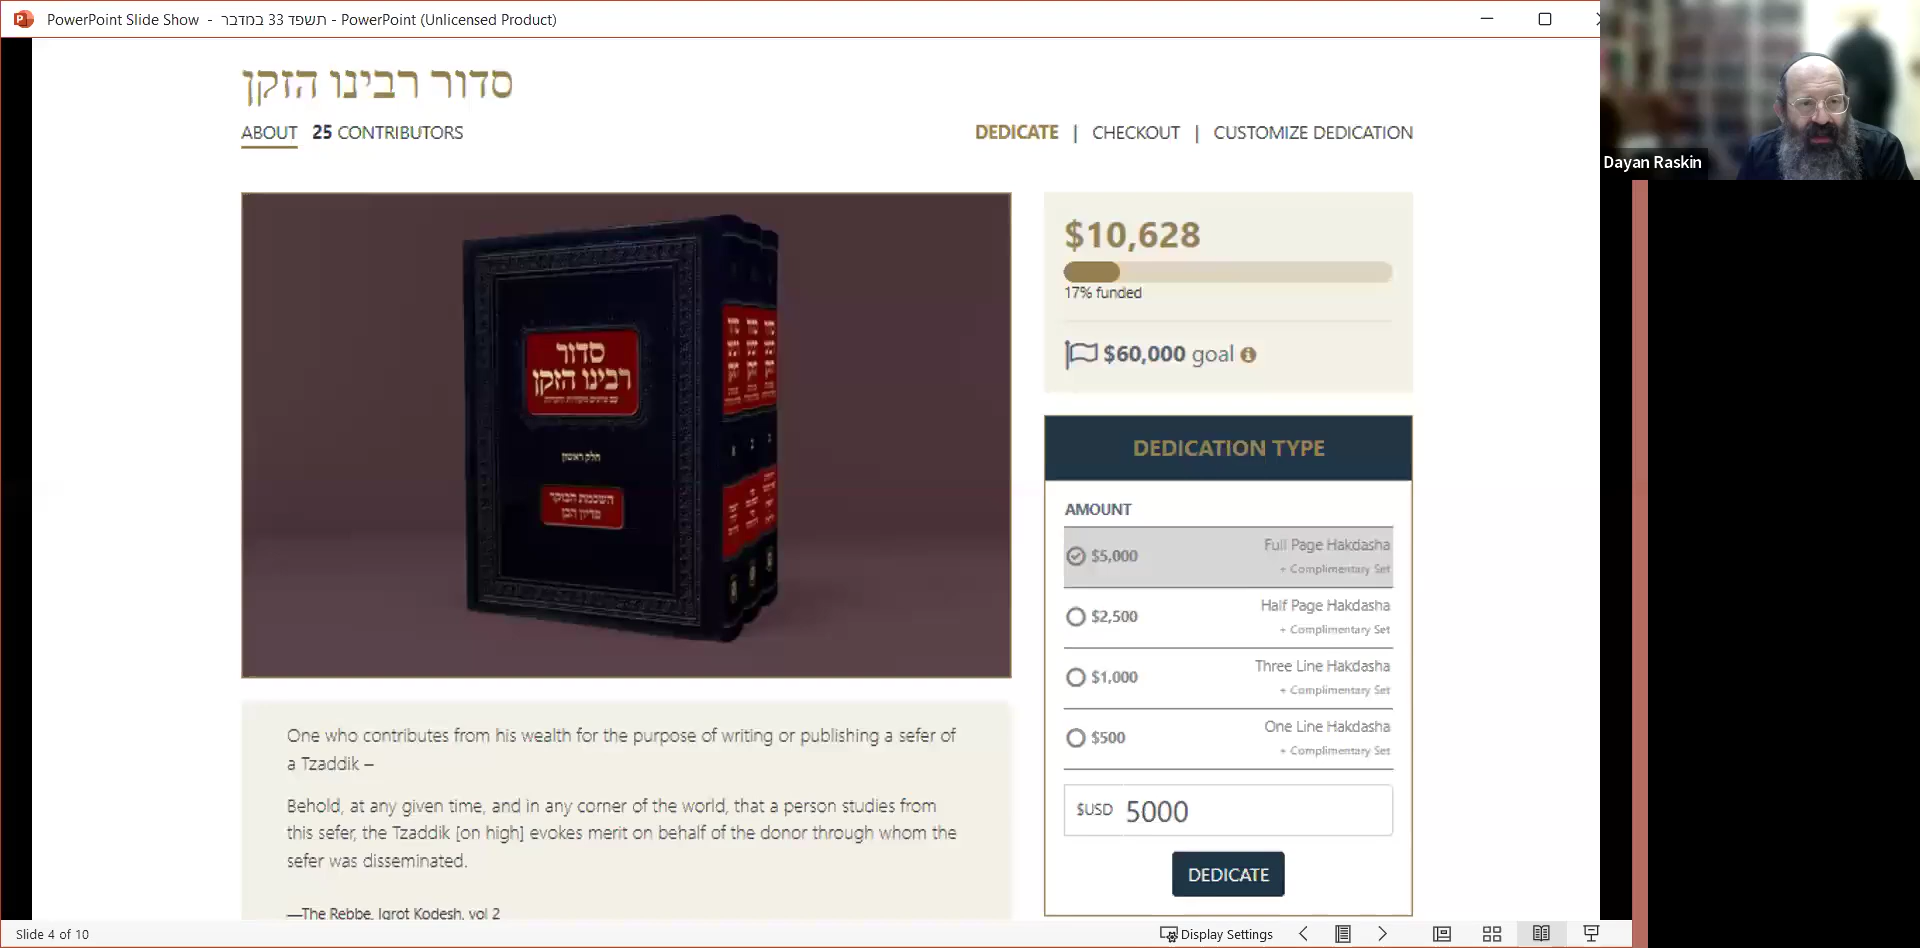 PowerPoint Slide Show - תשפד 33 במדבר - PowerPoint (Unlicensed Product)
Dayan Raskin
סדור רבינו הזקן
ABOUT 25 CONTRIBUTORS
DEDICATE | CHECKOUT | CUSTOMIZE DEDICATION
סדור
רבינו הזקן
חלק ראשון
השכמת הבוקר
$10,628
17% funded
$60,000 goal
DEDICATION TYPE
AMOUNT
$5,000 Full Page Hakdasha
+ Complimentary Set
$2,500 Half Page Hakdasha
+ Complimentary Set
$1,000 Three Line Hakdasha
+ Complimentary Set
$500 One Line Hakdasha
+ Complimentary Set
$USD 5000
DEDICATE
One who contributes from his wealth for the purpose of writing or publishing a sefer of
a Tzaddik –
Behold, at any given time, and in any corner of the world, that a person studies from
this sefer, the Tzaddik [on high] evokes merit on behalf of the donor through whom the
sefer was disseminated.
—The Rebbe, Igrot Kodesh, vol 2
Slide 4 of 10
Display Settings